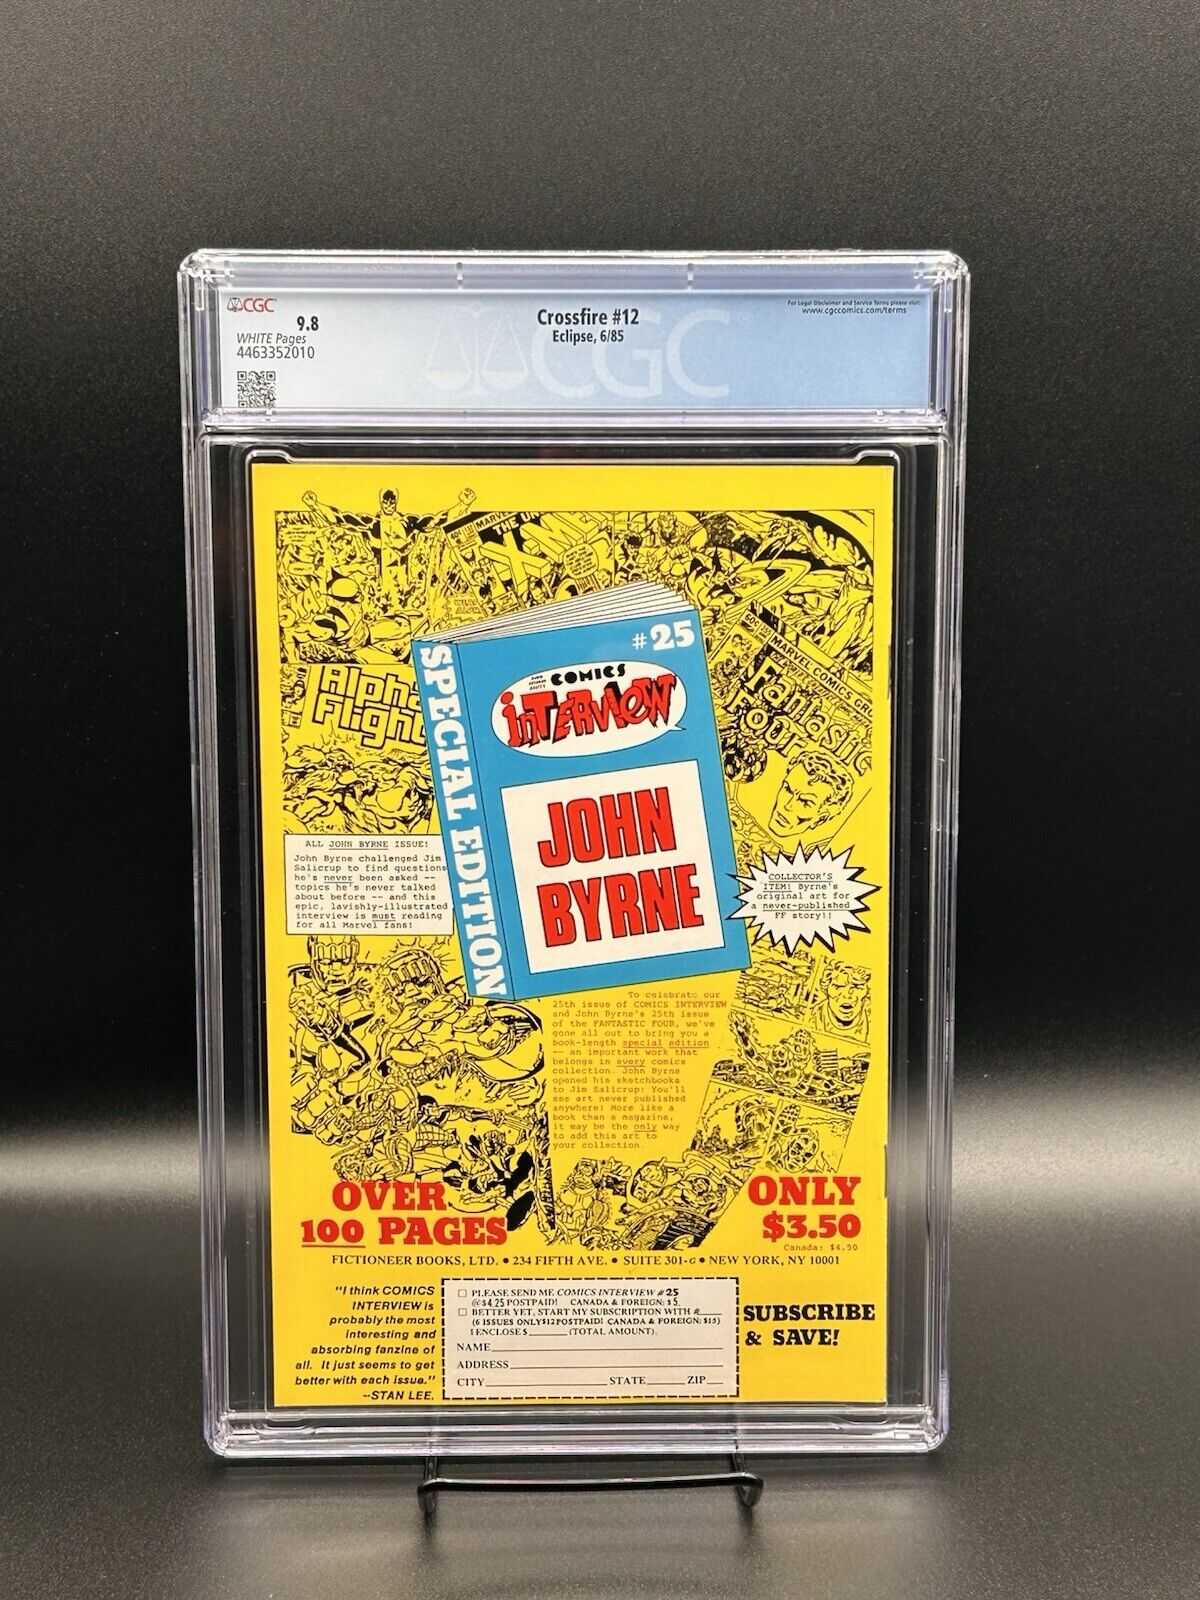 CGC
9.8
WHITE Pages
4463352010
Crossfire #12
Eclipse, 6/85
For Legal Disclaimer and Service Terms please visit:
www.cgccomics.com/terms
CGC
MARVEL
X-MEN
#25
COMICS
INTERVIEW
SPECIAL EDITION
JOHN
BYRNE
Alpha
Flight
MARVEL COMICS GRO
Fantastic
Four
ALL JOHN BYRNE ISSUE!
John Byrne challenged Jim
Salicrup to find questions
he's never been asked --
topics he's never talked
about before -- and this
epic, lavishly-illustrated
interview is must reading
for all Marvel fans!
COLLECTOR'S
ITEM! Byrne's
original art for
a never-published
FF story!!
To celebrate our
25th issue of COMICS INTERVIEW
and John Byrne's 25th issue
of the FANTASTIC FOUR, we've
gone all out to bring you a
book-length special edition
-- an important work that
belongs in every comics
collection. John Byrne
opened his sketchbooks
to Jim Salicrup! You'll
see art never published
anywhere! More like a
book than a magazine,
it may be the only way
to add this art to
your collection.
OVER
100 PAGES
ONLY
$3.50
Canada: $4.50
FICTIONEER BOOKS, LTD. • 234 FIFTH AVE. • SUITE 301-G • NEW YORK, NY 10001
"I think COMICS
INTERVIEW is
probably the most
interesting and
absorbing fanzine of
all. It just seems to get
better with each issue."
--STAN LEE.
PLEASE SEND ME COMICS INTERVIEW #25
@ $4.25 POSTPAID! CANADA & FOREIGN: $5.
BETTER YET, START MY SUBSCRIPTION WITH #____
(6 ISSUES ONLY $12 POSTPAID! CANADA & FOREIGN: $15)
I ENCLOSE $______ (TOTAL AMOUNT).
NAME
ADDRESS
CITY______STATE____ZIP__
SUBSCRIBE
& SAVE!